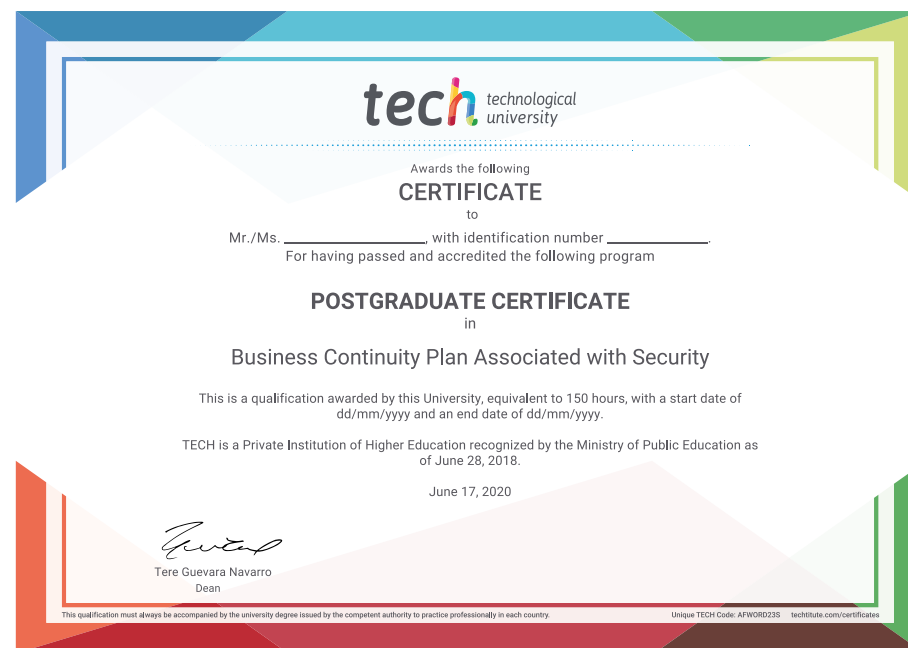 tech technological
university
Awards the following
CERTIFICATE
to
Mr./Ms. ____________________, with identification number ______________.
For having passed and accredited the following program
POSTGRADUATE CERTIFICATE
in
Business Continuity Plan Associated with Security
This is a qualification awarded by this University, equivalent to 150 hours, with a start date of
dd/mm/yyyy and an end date of dd/mm/yyyy.
TECH is a Private Institution of Higher Education recognized by the Ministry of Public Education as
of June 28, 2018.
June 17, 2020
Tere Guevara Navarro
Dean
This qualification must always be accompanied by the university degree issued by the competent authority to practice professionally in each country. Unique TECH Code: AFWORD23S techtitute.com/certificates